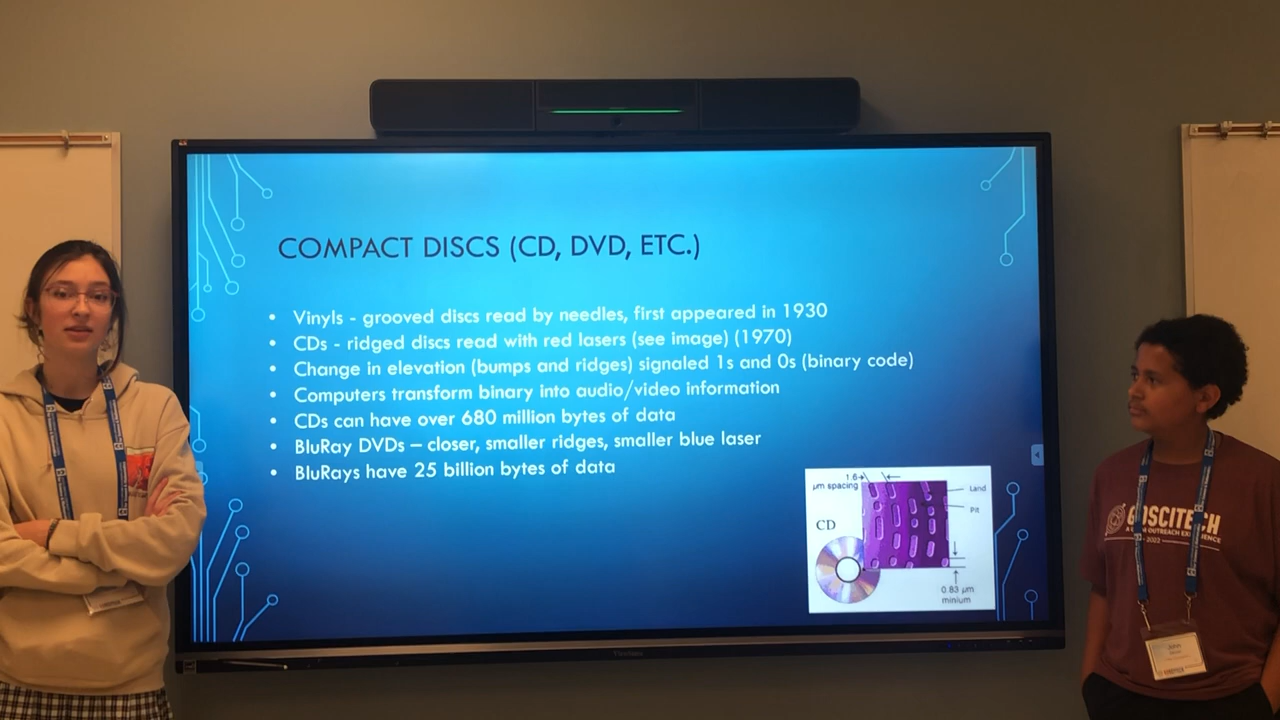 COMPACT DISCS (CD, DVD, ETC.)
• Vinyls - grooved discs read by needles, first appeared in 1930
• CDs - ridged discs read with red lasers (see image) (1970)
• Change in elevation (bumps and ridges) signaled 1s and 0s (binary code)
• Computers transform binary into audio/video information
• CDs can have over 680 million bytes of data
• BluRay DVDs – closer, smaller ridges, smaller blue laser
• BluRays have 25 billion bytes of data
1.6
µm spacing
Land
Pit
CD
0.83 µm
minium
GOSCITECH
2022
John